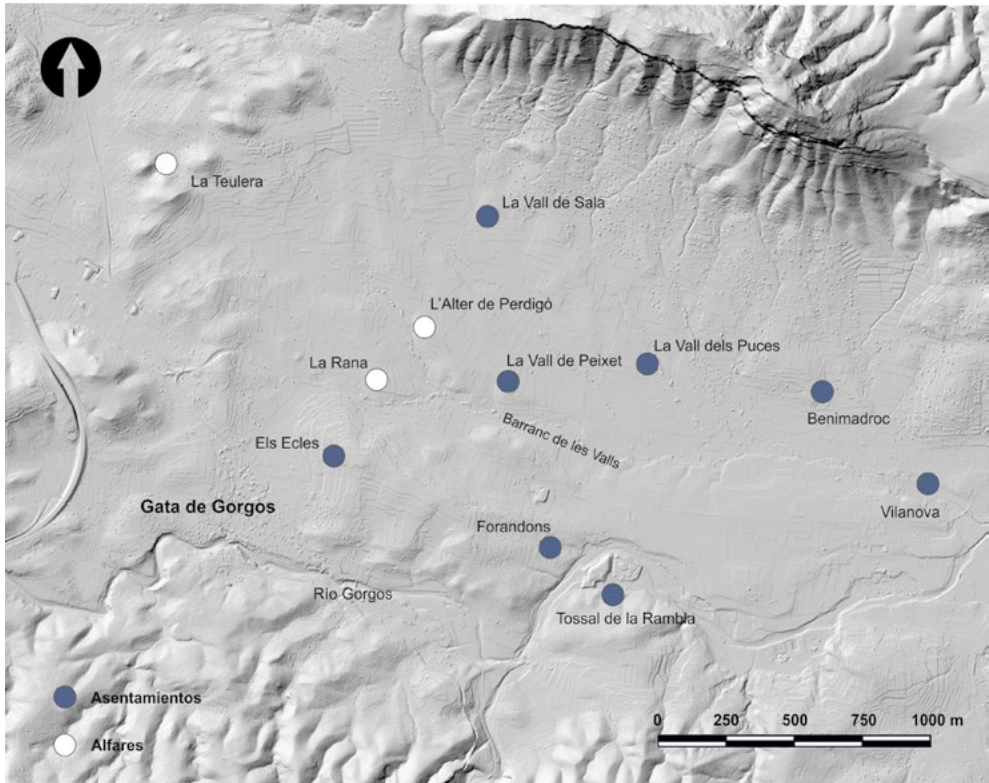 La Teulera
La Vall de Sala
L'Alter de Perdigó
La Vall dels Puces
La Rana
La Vall de Peixet
Benimadroc
Barranc de les Valls
Els Ecles
Gata de Gorgos
Vilanova
Forandons
Río Gorgos
Tossal de la Rambla
Asentamientos
Alfares
0 250 500 750 1000 m